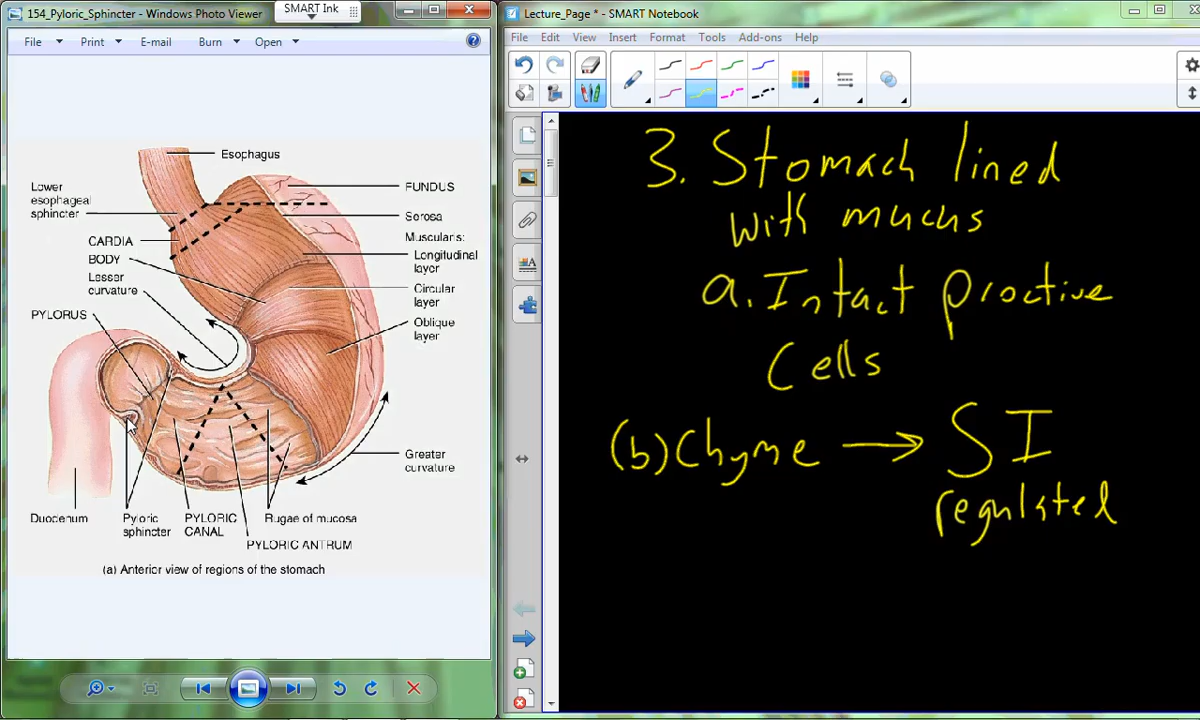 154_Pyloric_Sphincter - Windows Photo Viewer
SMART Ink
File Print E-mail Burn Open
Esophagus
Lower
esophageal
sphincter
FUNDUS
Serosa
Muscularis:
CARDIA
BODY
Longitudinal
layer
Lesser
curvature
Circular
layer
PYLORUS
Oblique
layer
Greater
curvature
Duodenum
Pyloric
sphincter
PYLORIC
CANAL
Rugae of mucosa
PYLORIC ANTRUM
(a) Anterior view of regions of the stomach
Lecture_Page * - SMART Notebook
File Edit View Insert Format Tools Add-ons Help
3. Stomach lined
with mucus
a. Intact proctive
Cells
(b) Chyme → SI
regulated